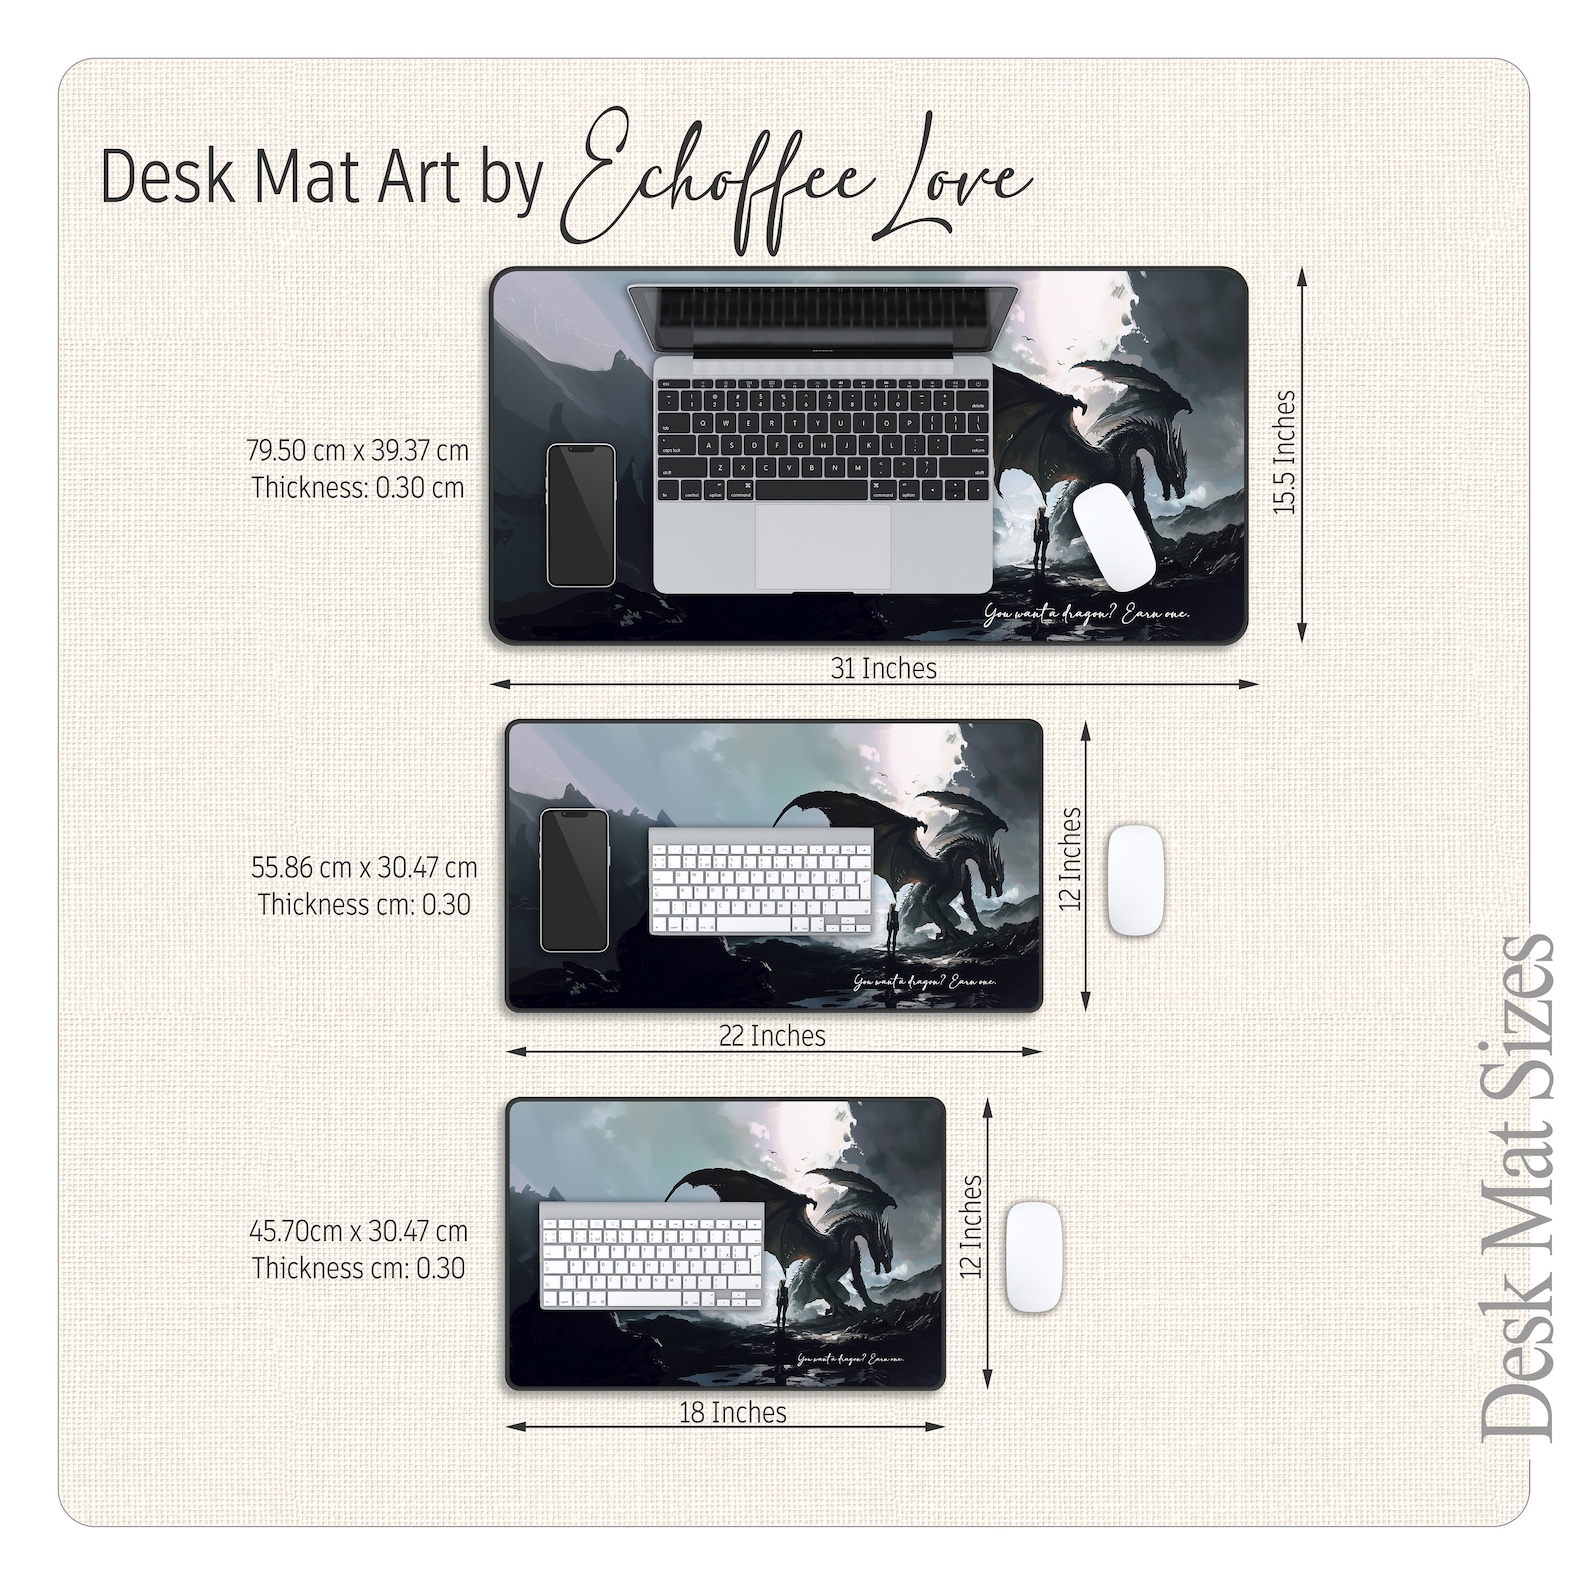 Desk Mat Art by Echoffee Love
79.50 cm x 39.37 cm
Thickness: 0.30 cm
15.5 Inches
You want a dragon? Earn one.
31 Inches
55.86 cm x 30.47 cm
Thickness cm: 0.30
12 Inches
You want a dragon? Earn one.
22 Inches
45.70cm x 30.47 cm
Thickness cm: 0.30
12 Inches
You want a dragon? Earn one.
18 Inches
Desk Mat Sizes